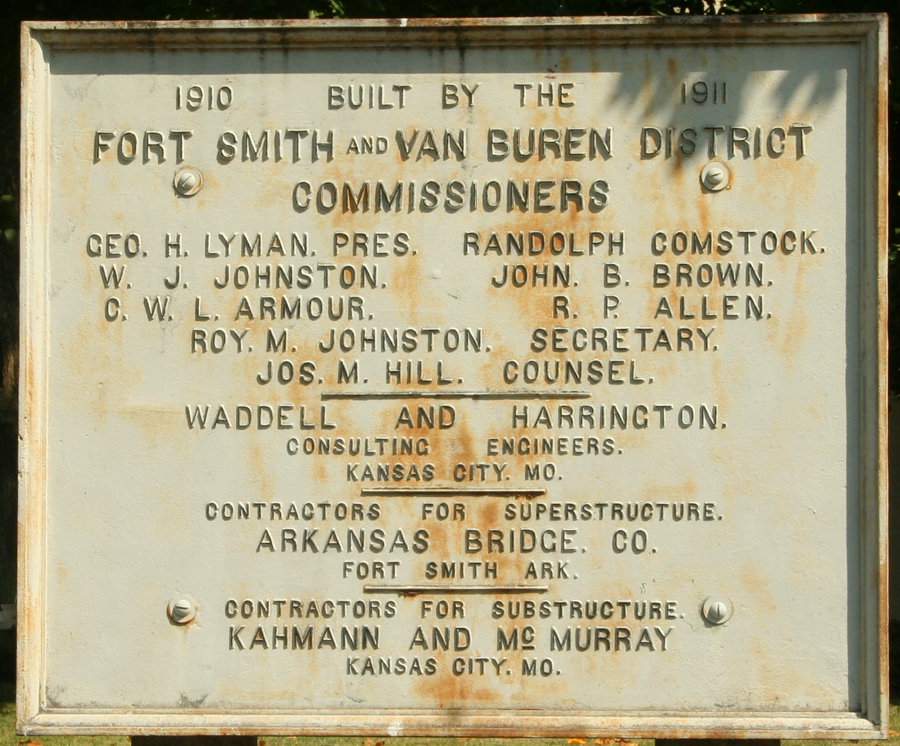 1910 BUILT BY THE 1911
FORT SMITH AND VAN BUREN DISTRICT
COMMISSIONERS
GEO. H. LYMAN. PRES. RANDOLPH COMSTOCK.
W. J. JOHNSTON. JOHN. B. BROWN.
C. W. L. ARMOUR. R. P. ALLEN.
ROY. M. JOHNSTON. SECRETARY.
JOS. M. HILL. COUNSEL.
WADDELL AND HARRINGTON.
CONSULTING ENGINEERS.
KANSAS CITY. MO.
CONTRACTORS FOR SUPERSTRUCTURE.
ARKANSAS BRIDGE. CO.
FORT SMITH ARK.
CONTRACTORS FOR SUBSTRUCTURE.
KAHMANN AND MC MURRAY
KANSAS CITY. MO.